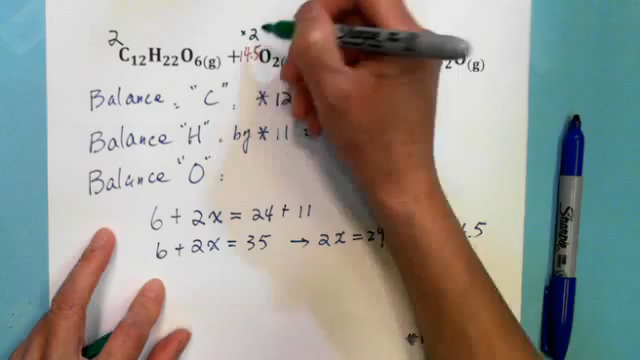 *2
2 C₁₂H₂₂O₆(g) + 14.5 O₂ ₂O(g)
Balance "C": *12
Balance "H". by *11
Balance "O":
6 + 2x = 24 + 11
6 + 2x = 35 → 2x = 29 .5
Sharpie